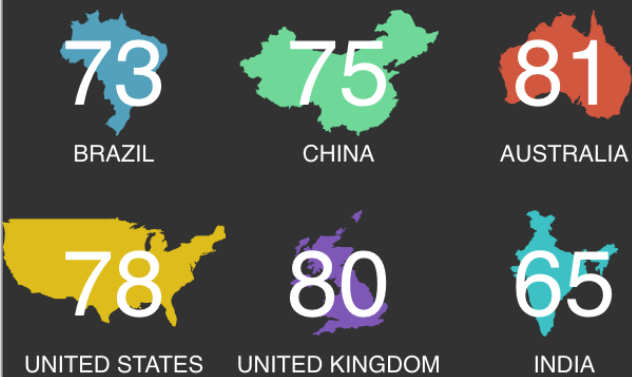 73 75 81
BRAZIL CHINA AUSTRALIA
78 80 65
UNITED STATES UNITED KINGDOM INDIA